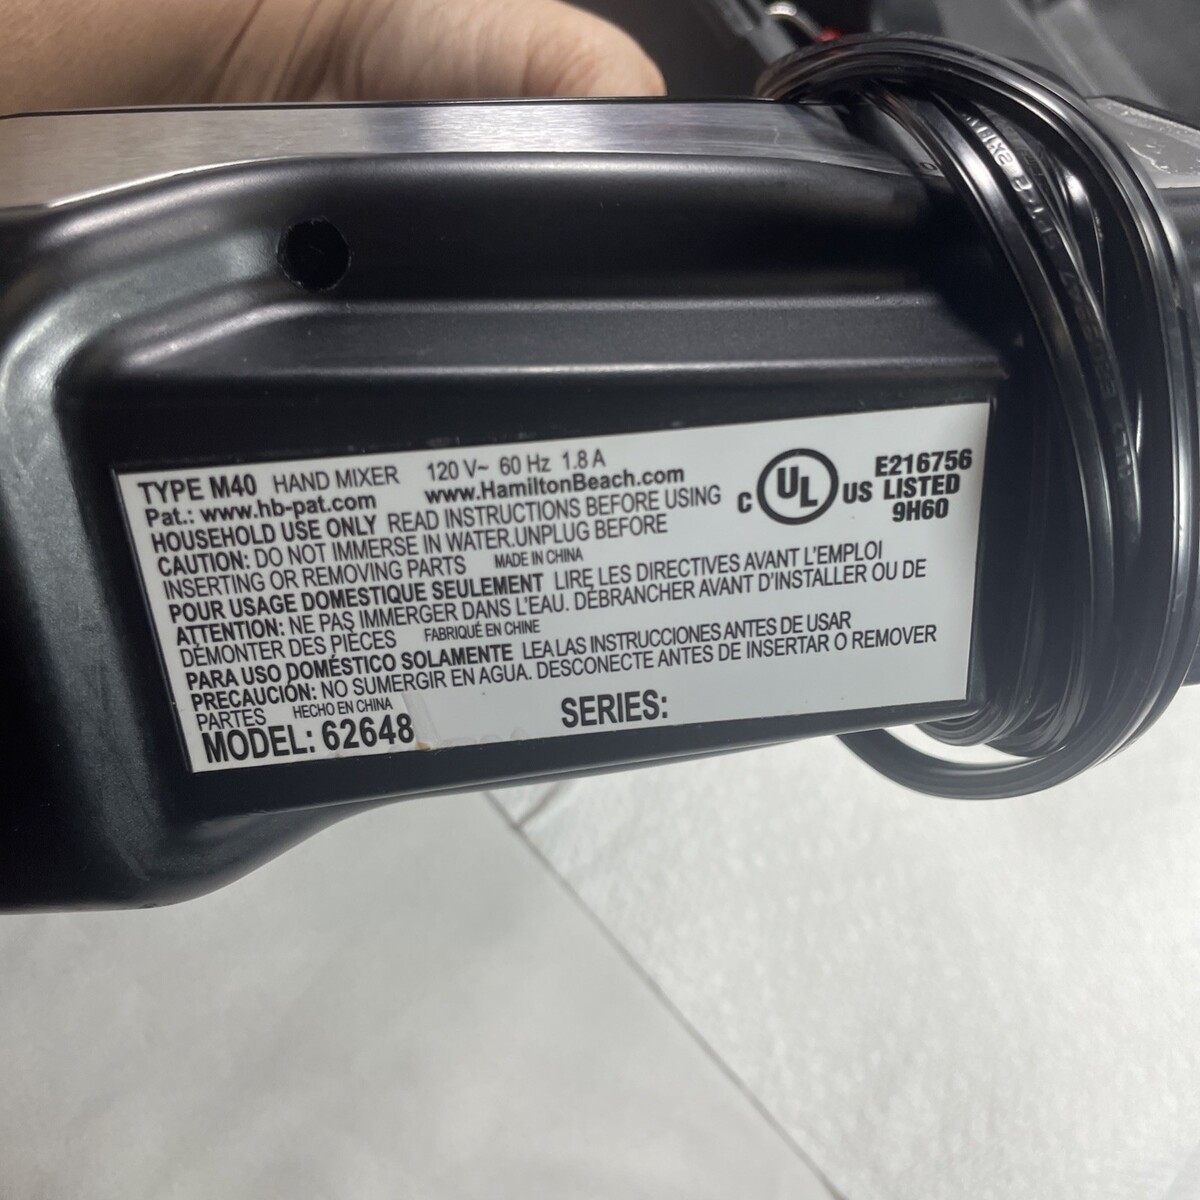 TYPE M40 HAND MIXER 120 V~ 60 Hz 1.8 A
Pat.: www.hb-pat.com www.HamiltonBeach.com
HOUSEHOLD USE ONLY READ INSTRUCTIONS BEFORE USING
CAUTION: DO NOT IMMERSE IN WATER.UNPLUG BEFORE
INSERTING OR REMOVING PARTS MADE IN CHINA
POUR USAGE DOMESTIQUE SEULEMENT LIRE LES DIRECTIVES AVANT L'EMPLOI
ATTENTION: NE PAS IMMERGER DANS L'EAU. DÉBRANCHER AVANT D'INSTALLER OU DE
DÉMONTER DES PIÈCES FABRIQUÉ EN CHINE
PARA USO DOMÉSTICO SOLAMENTE LEA LAS INSTRUCCIONES ANTES DE USAR
PRECAUCIÓN: NO SUMERGIR EN AGUA. DESCONECTE ANTES DE INSERTAR O REMOVER
PARTES HECHO EN CHINA
MODEL: 62648 SERIES:
C UL US
E216756
LISTED
9H60